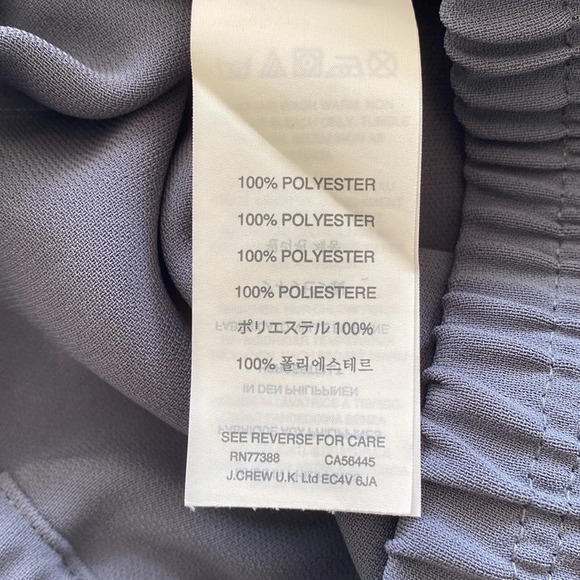 100% POLYESTER
100% POLYESTER
100% POLYESTER
100% POLIESTERE
ポリエステル 100%
100% 폴리에스테르
SEE REVERSE FOR CARE
RN77388 CA56445
J.CREW U.K. Ltd EC4V 6JA